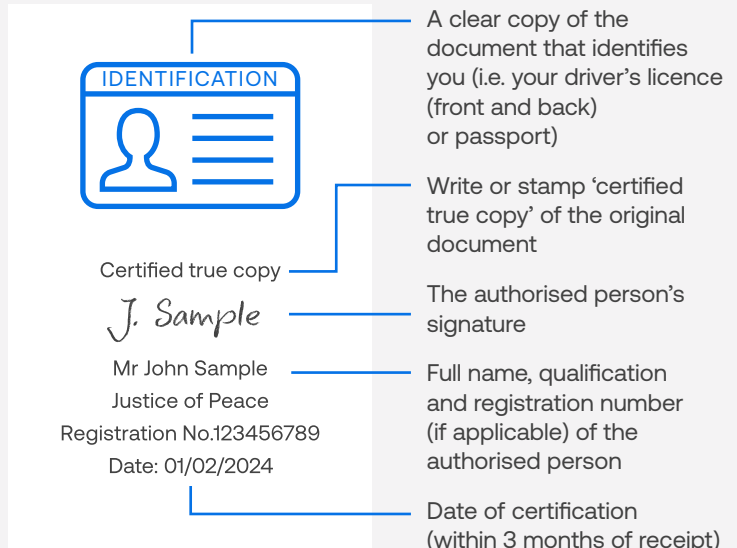 IDENTIFICATION
Certified true copy
J. Sample
Mr John Sample
Justice of Peace
Registration No.123456789
Date: 01/02/2024
A clear copy of the
document that identifies
you (i.e. your driver’s licence
(front and back)
or passport)
Write or stamp ‘certified
true copy’ of the original
document
The authorised person’s
signature
Full name, qualification
and registration number
(if applicable) of the
authorised person
Date of certification
(within 3 months of receipt)